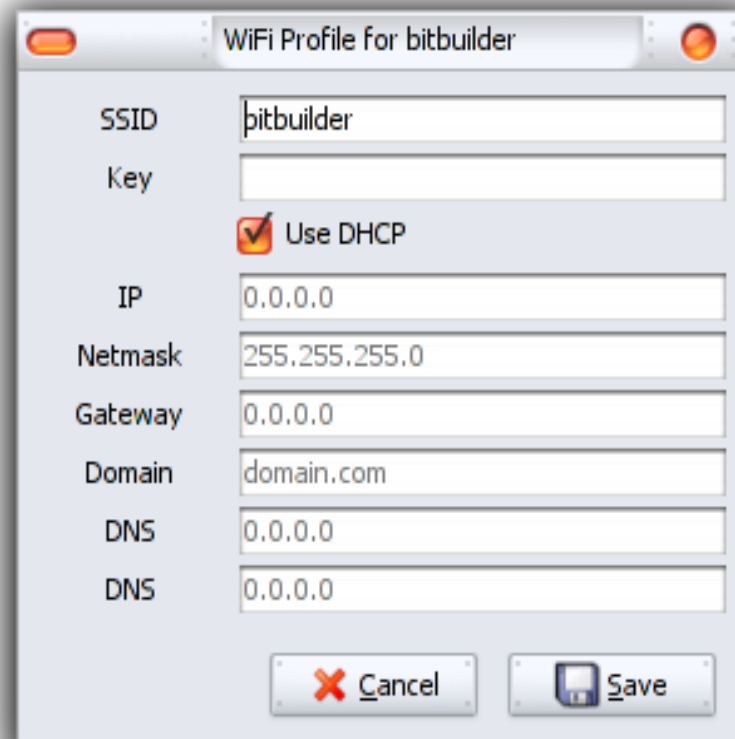 WiFi Profile for bitbuilder
SSID bitbuilder
Key
Use DHCP
IP 0.0.0.0
Netmask 255.255.255.0
Gateway 0.0.0.0
Domain domain.com
DNS 0.0.0.0
DNS 0.0.0.0
Cancel Save